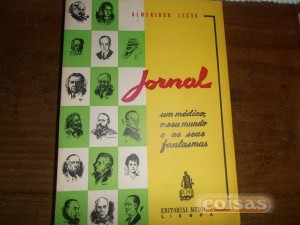 ALMERINDO LESSA
Jornal
um médico,
o seu mundo
e os seus
fantasmas
EDITORIAL
LISBOA
coisas